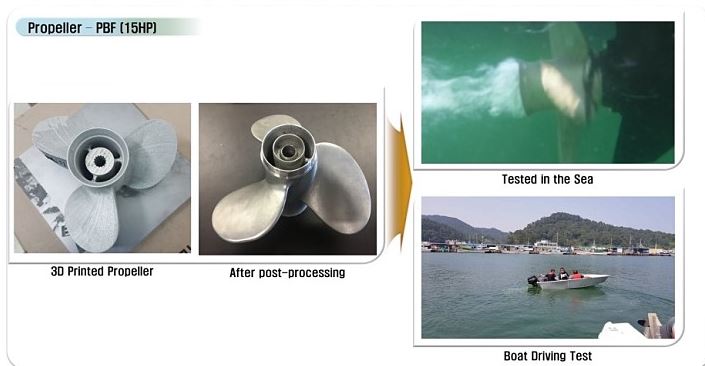 Propeller – PBF (15HP)
3D Printed Propeller
After post-processing
Tested in the Sea
Boat Driving Test